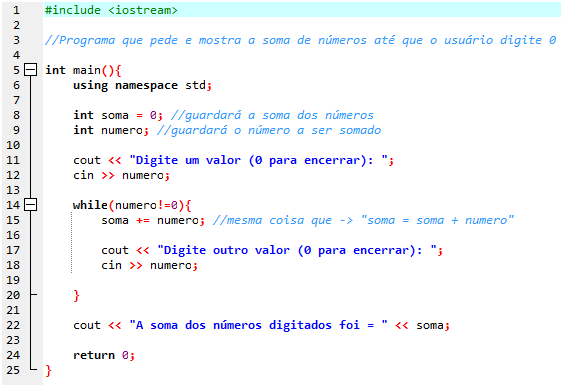 1 #include <iostream>
2
3 //Programa que pede e mostra a soma de números até que o usuário digite 0
4
5 int main(){
6 using namespace std;
7
8 int soma = 0; //guardará a soma dos números
9 int numero; //guardará o número a ser somado
10
11 cout << "Digite um valor (0 para encerrar): ";
12 cin >> numero;
13
14 while(numero!=0){
15 soma += numero; //mesma coisa que -> "soma = soma + numero"
16
17 cout << "Digite outro valor (0 para encerrar): ";
18 cin >> numero;
19
20 }
21
22 cout << "A soma dos números digitados foi = " << soma;
23
24 return 0;
25 }